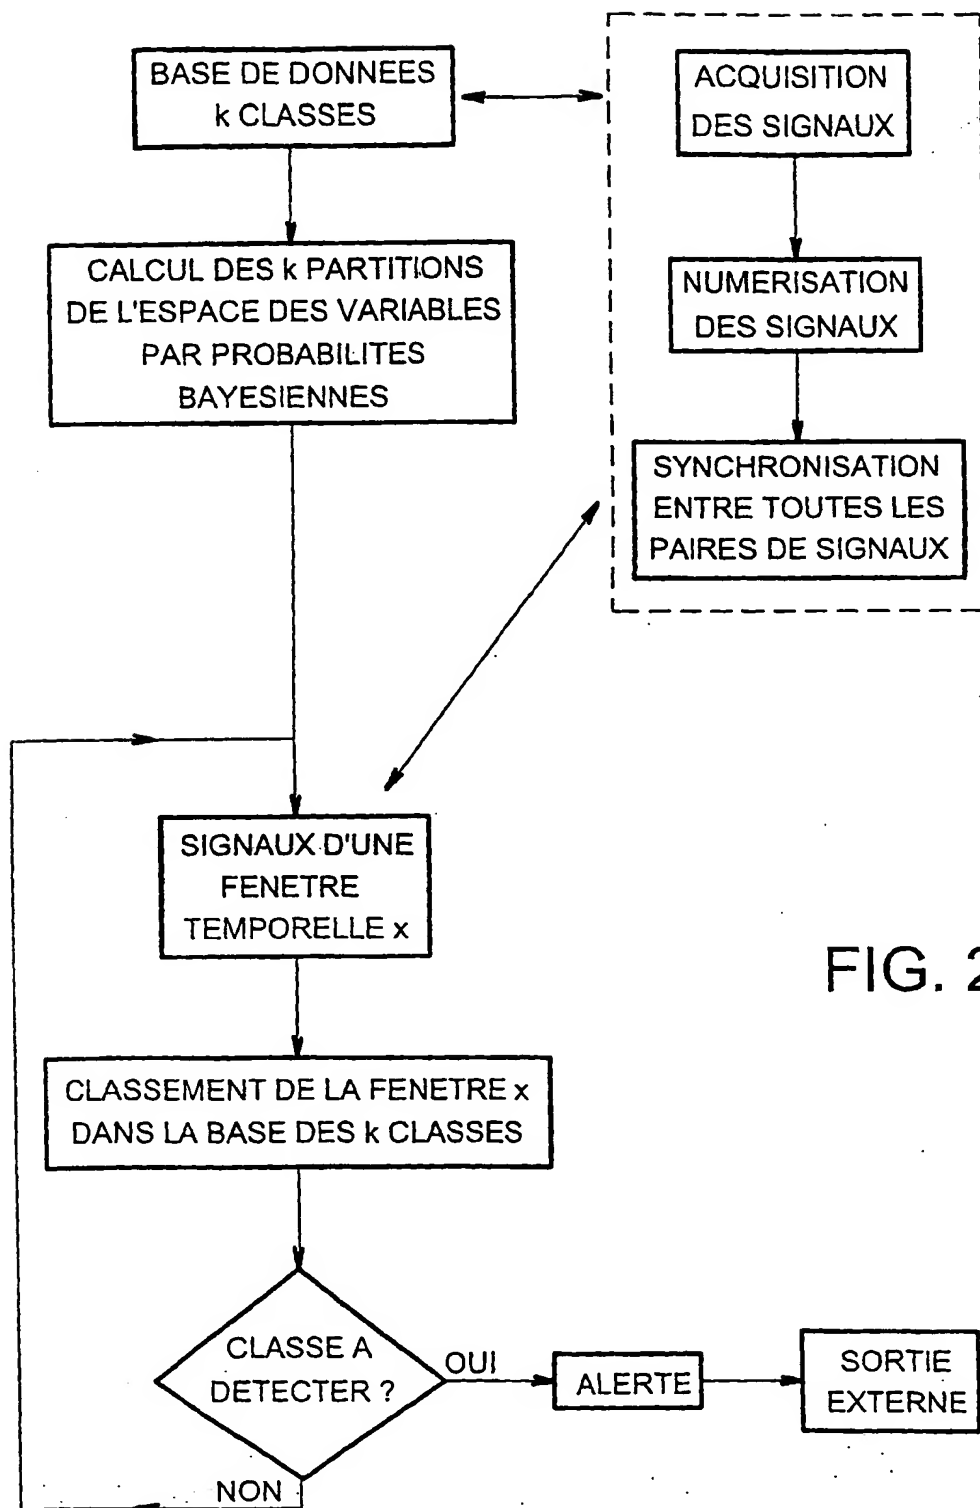 BASE DE DONNEES
k CLASSES
ACQUISITION
DES SIGNAUX
CALCUL DES k PARTITIONS
DE L'ESPACE DES VARIABLES
PAR PROBABILITES
BAYESIENNES
NUMERISATION
DES SIGNAUX
SYNCHRONISATION
ENTRE TOUTES LES
PAIRES DE SIGNAUX
SIGNAUX D'UNE
FENETRE
TEMPORELLE x
FIG. 2
CLASSEMENT DE LA FENETRE x
DANS LA BASE DES k CLASSES
CLASSE A
DETECTER ?
OUI
ALERTE
SORTIE
EXTERNE
NON